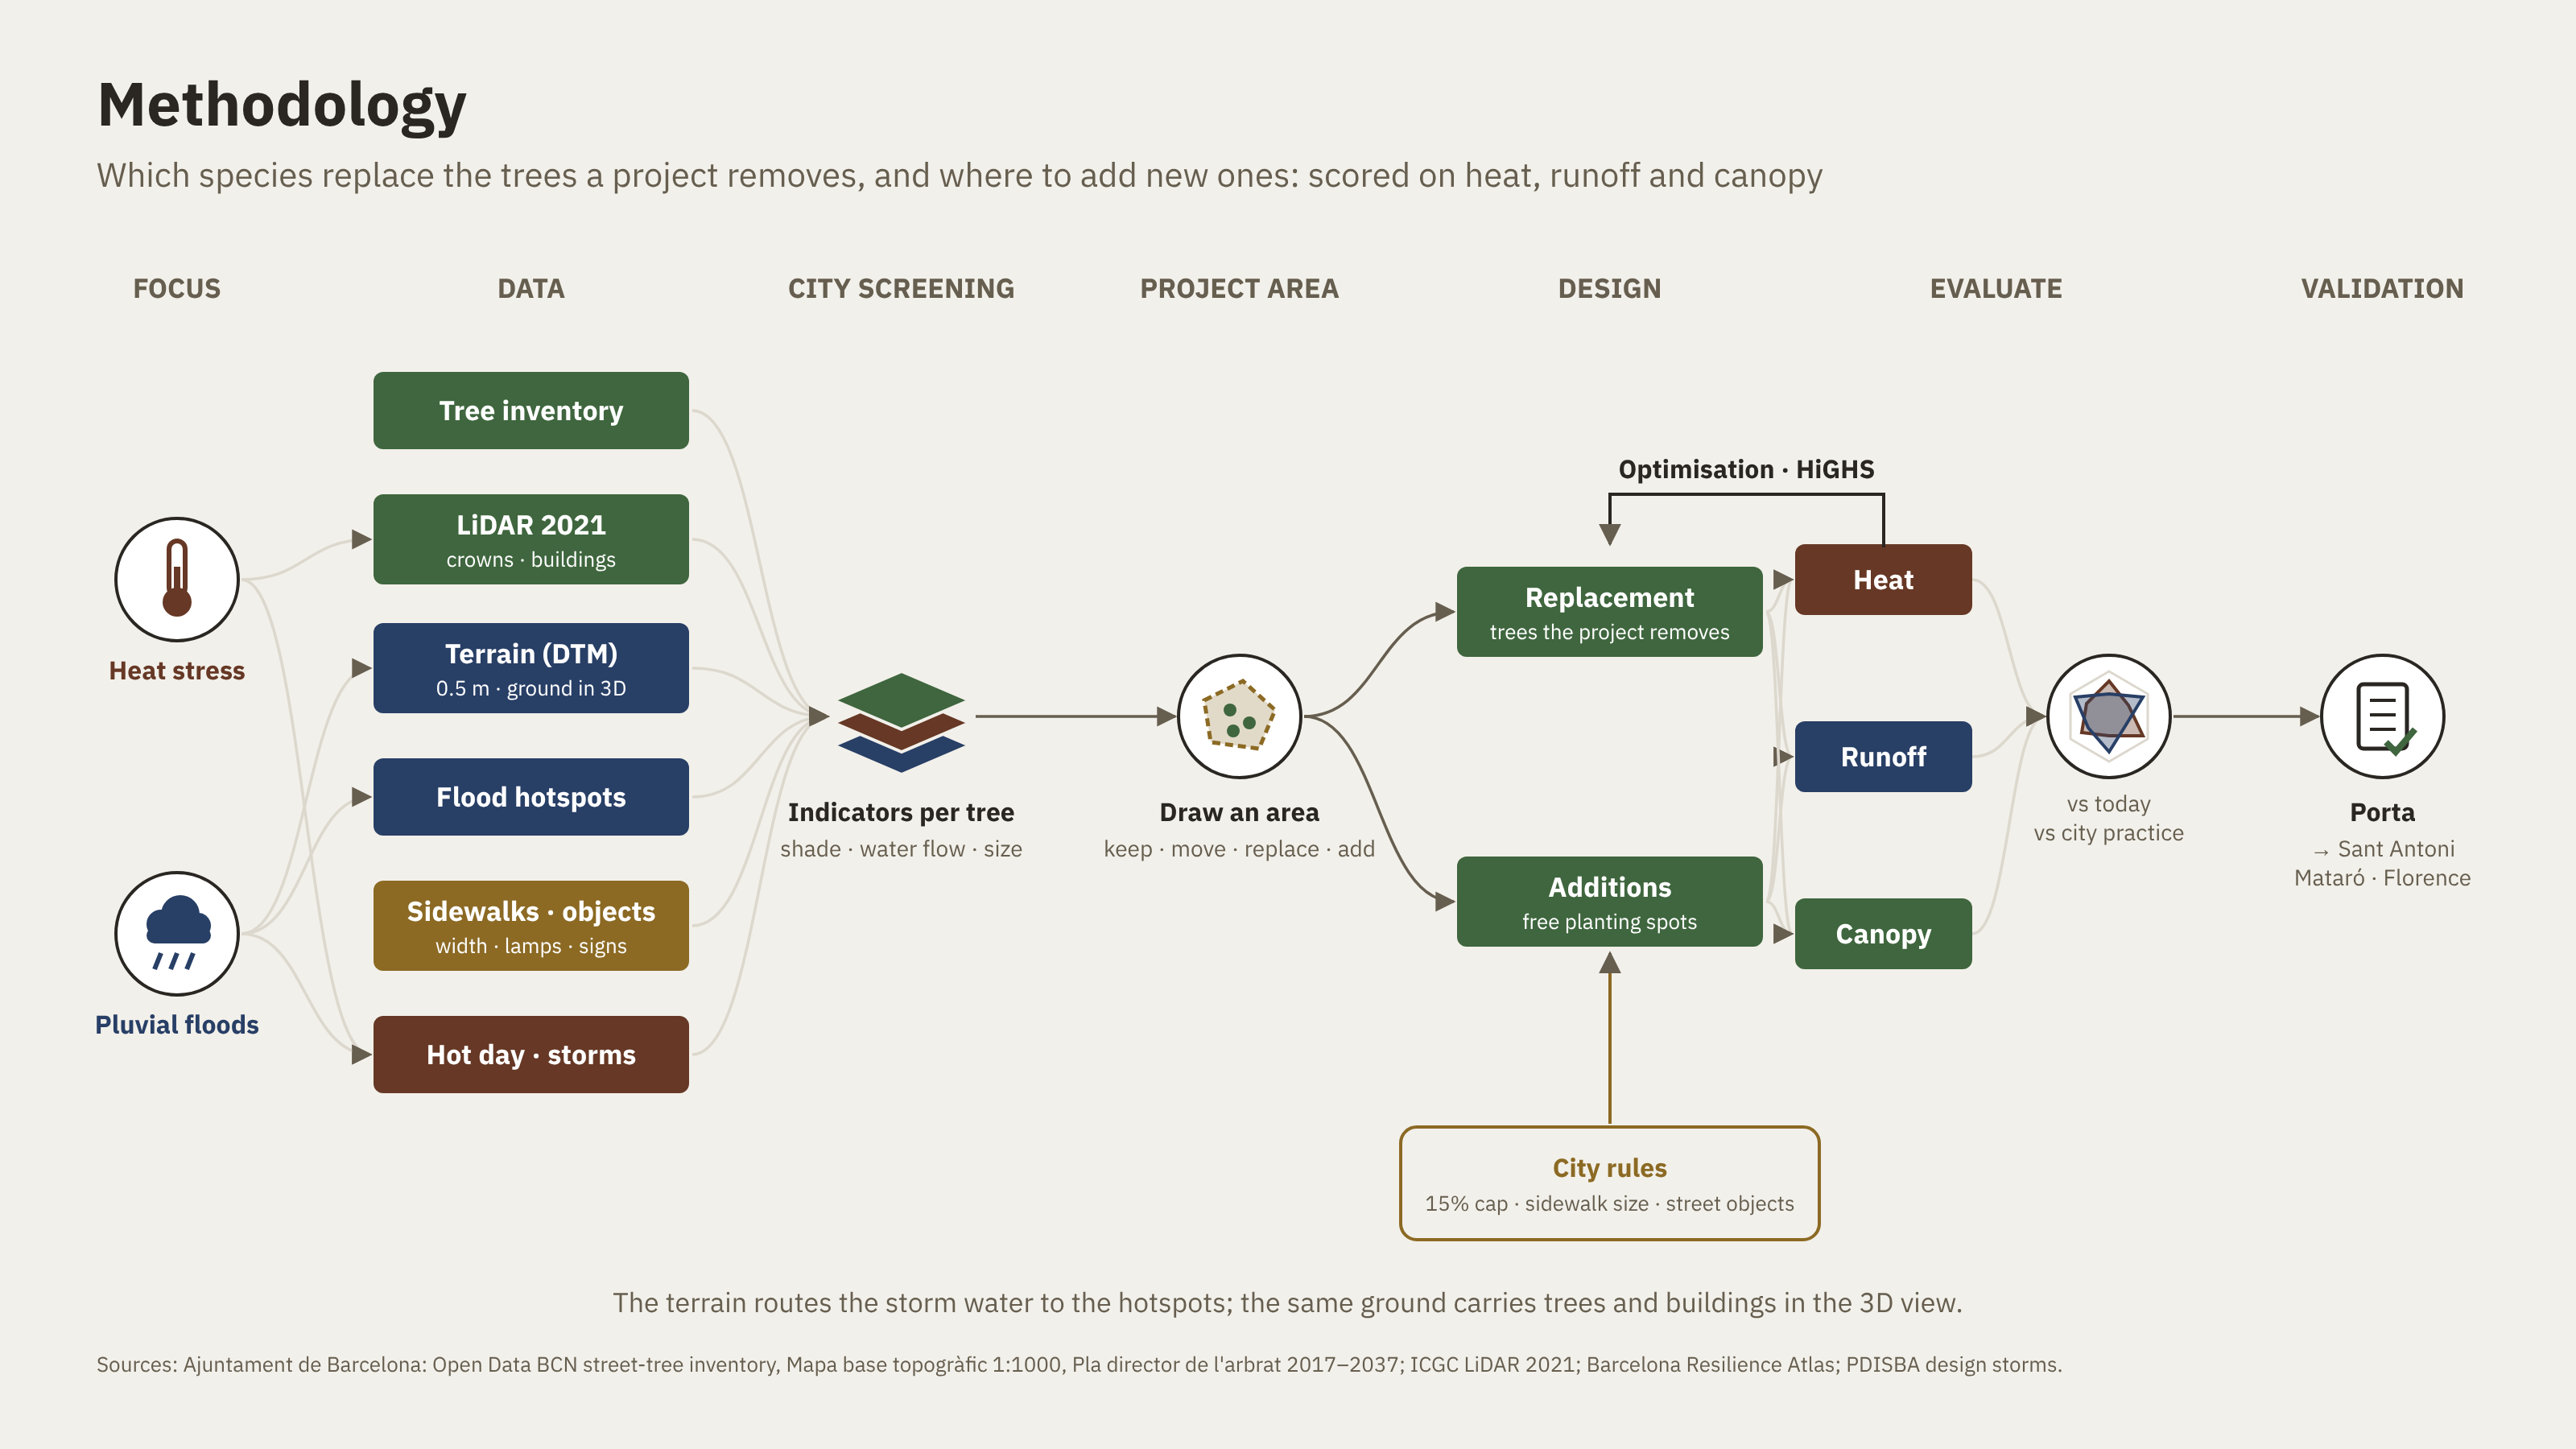 Methodology
Which species replace the trees a project removes, and where to add new ones: scored on heat, runoff and canopy
FOCUS
DATA
CITY SCREENING
PROJECT AREA
DESIGN
EVALUATE
VALIDATION
Heat stress
Pluvial floods
Tree inventory
LiDAR 2021
crowns · buildings
Terrain (DTM)
0.5 m · ground in 3D
Flood hotspots
Sidewalks · objects
width · lamps · signs
Hot day · storms
Indicators per tree
shade · water flow · size
Draw an area
keep · move · replace · add
Optimisation · HiGHS
Replacement
trees the project removes
Additions
free planting spots
City rules
15% cap · sidewalk size · street objects
Heat
Runoff
Canopy
vs today
vs city practice
Porta
→ Sant Antoni
Mataró · Florence
The terrain routes the storm water to the hotspots; the same ground carries trees and buildings in the 3D view.
Sources: Ajuntament de Barcelona: Open Data BCN street-tree inventory, Mapa base topogràfic 1:1000, Pla director de l'arbrat 2017–2037; ICGC LiDAR 2021; Barcelona Resilience Atlas; PDISBA design storms.